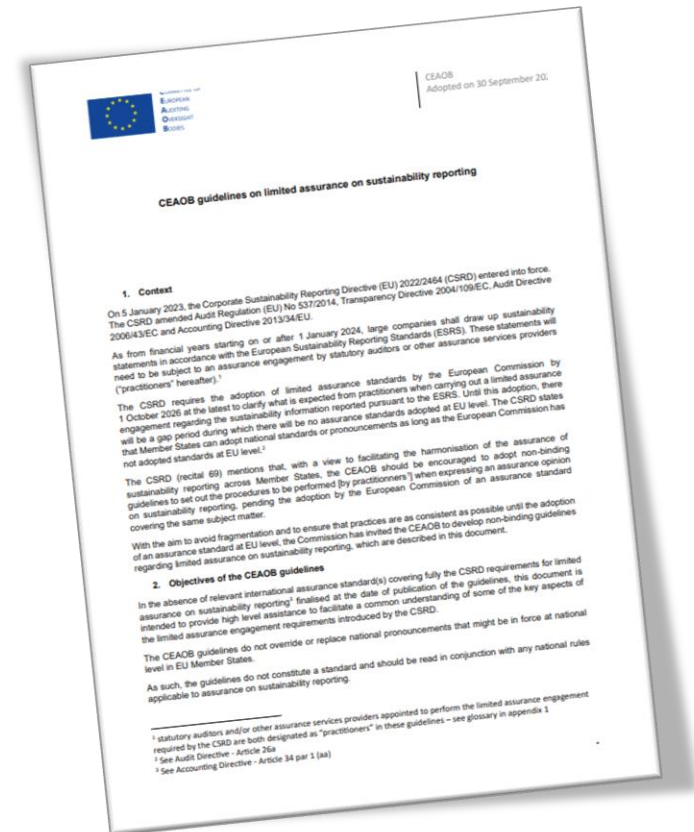 EUROPEAN
AUDITING
OVERSIGHT
BODIES
CEAOB
Adopted on 30 September 202
CEAOB guidelines on limited assurance on sustainability reporting
1. Context
On 5 January 2023, the Corporate Sustainability Reporting Directive (EU) 2022/2464 (CSRD) entered into force.
The CSRD amended Audit Regulation (EU) No 537/2014, Transparency Directive 2004/109/EC, Audit Directive
2006/43/EC and Accounting Directive 2013/34/EU.
As from financial years starting on or after 1 January 2024, large companies shall draw up sustainability
statements in accordance with the European Sustainability Reporting Standards (ESRS). These statements will
need to be subject to an assurance engagement by statutory auditors or other assurance services providers
("practitioners" hereafter).¹
The CSRD requires the adoption of limited assurance standards by the European Commission by
1 October 2026 at the latest to clarify what is expected from practitioners when carrying out a limited assurance
engagement regarding the sustainability information reported pursuant to the ESRS. Until this adoption, there
will be a gap period during which there will be no assurance standards adopted at EU level. The CSRD states
that Member States can adopt national standards or pronouncements as long as the European Commission has
not adopted standards at EU level.²
The CSRD (recital 69) mentions that, with a view to facilitating the harmonisation of the assurance of
sustainability reporting across Member States, the CEAOB should be encouraged to adopt non-binding
guidelines to set out the procedures to be performed [by practitioners³] when expressing an assurance opinion
on sustainability reporting, pending the adoption by the European Commission of an assurance standard
covering the same subject matter.
With the aim to avoid fragmentation and to ensure that practices are as consistent as possible until the adoption
of an assurance standard at EU level, the Commission has invited the CEAOB to develop non-binding guidelines
regarding limited assurance on sustainability reporting, which are described in this document.
2. Objectives of the CEAOB guidelines
In the absence of relevant international assurance standard(s) covering fully the CSRD requirements for limited
assurance on sustainability reporting³ finalised at the date of publication of the guidelines, this document is
intended to provide high level assistance to facilitate a common understanding of some of the key aspects of
the limited assurance engagement requirements introduced by the CSRD.
The CEAOB guidelines do not override or replace national pronouncements that might be in force at national
level in EU Member States.
As such, the guidelines do not constitute a standard and should be read in conjunction with any national rules
applicable to assurance on sustainability reporting.
¹ statutory auditors and/or other assurance services providers appointed to perform the limited assurance engagement
required by the CSRD are both designated as "practitioners" in these guidelines – see glossary in appendix 1
² See Audit Directive - Article 26a
³ See Accounting Directive - Article 34 par 1 (aa)